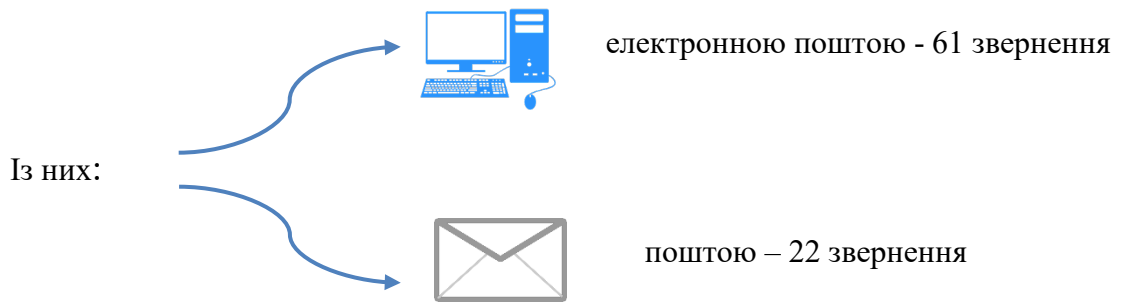 електронною поштою - 61 звернення
Із них:
поштою – 22 звернення